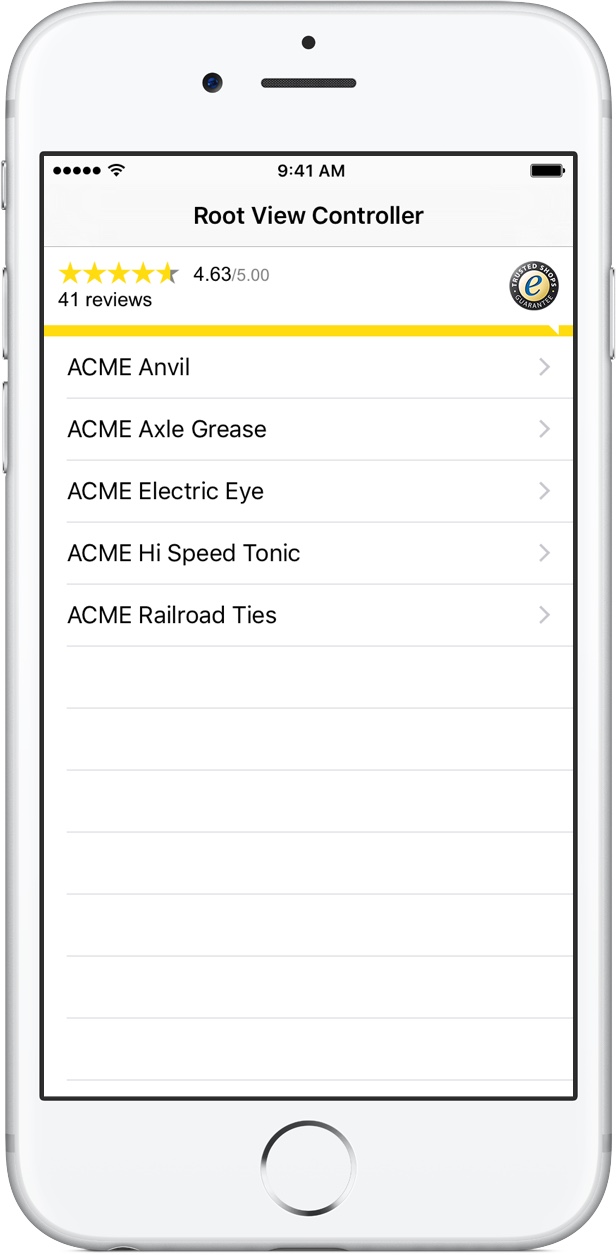 9:41 AM
Root View Controller
4.63/5.00
41 reviews
TRUSTED SHOPS
e
GUARANTEE
ACME Anvil
ACME Axle Grease
ACME Electric Eye
ACME Hi Speed Tonic
ACME Railroad Ties